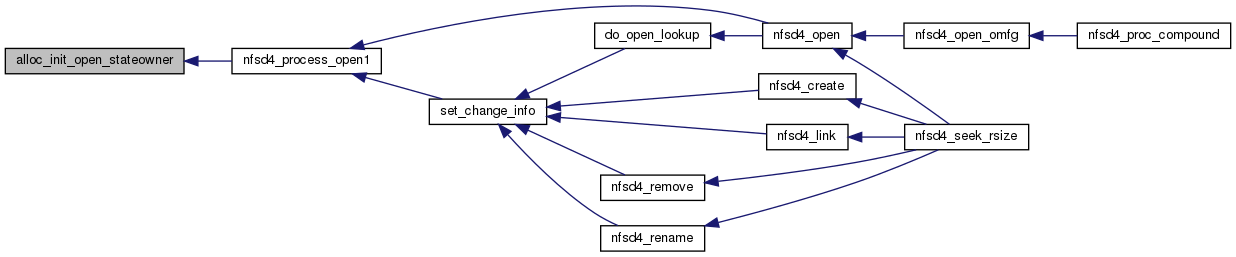 alloc_init_open_stateowner
nfsd4_process_open1
set_change_info
do_open_lookup
nfsd4_open
nfsd4_open_omfg
nfsd4_proc_compound
nfsd4_create
nfsd4_link
nfsd4_seek_rsize
nfsd4_remove
nfsd4_rename